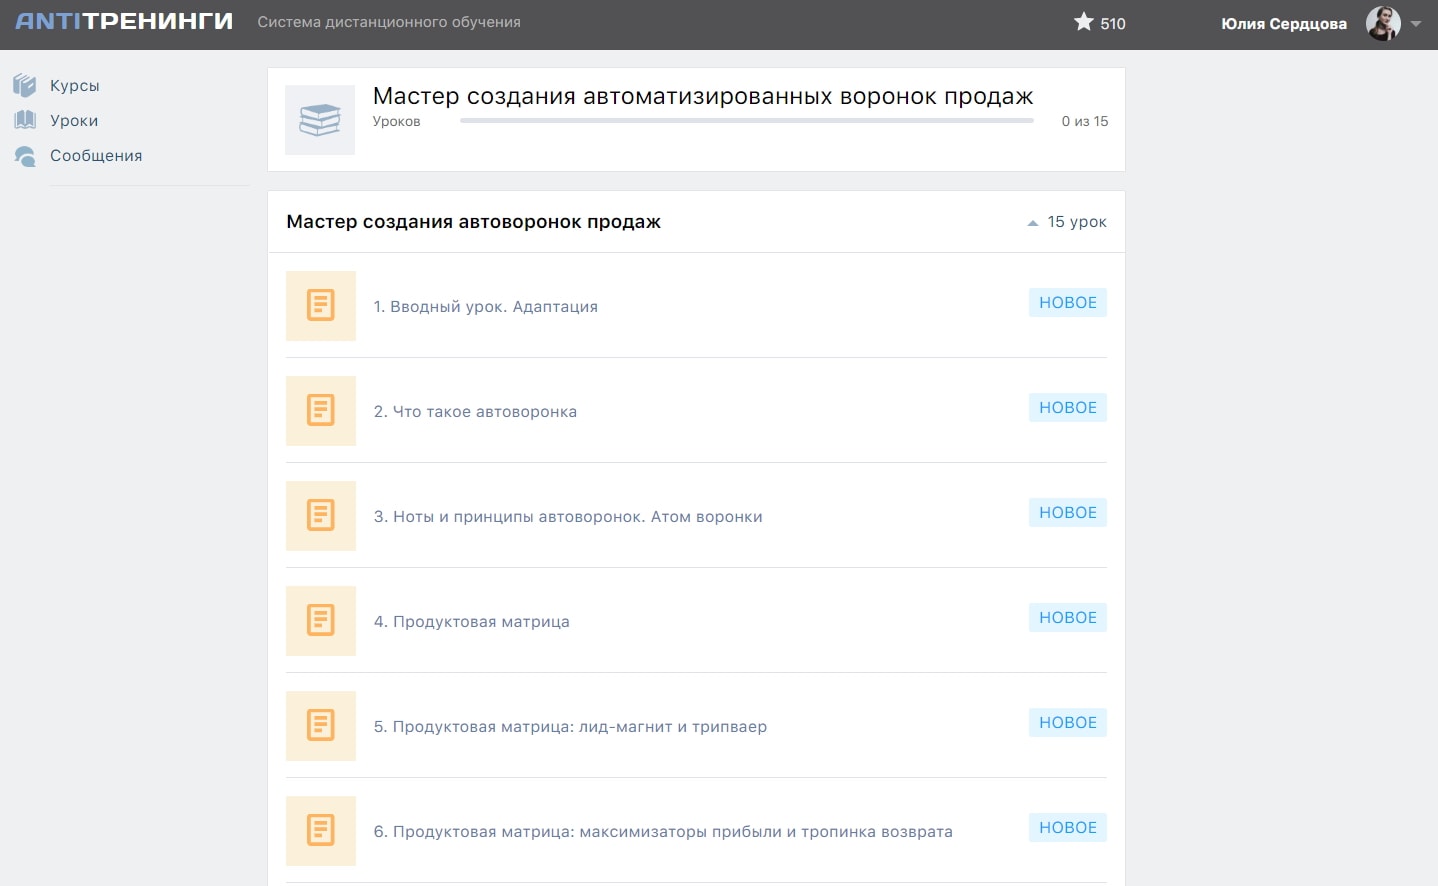 ANTIТРЕНИНГИ Система дистанционного обучения 510 Юлия Сердцова
Курсы
Уроки
Сообщения
Мастер создания автоматизированных воронок продаж
Уроков 0 из 15
Мастер создания автоворонок продаж 15 урок
1. Вводный урок. Адаптация НОВОЕ
2. Что такое автоворонка НОВОЕ
3. Ноты и принципы автоворонок. Атом воронки НОВОЕ
4. Продуктовая матрица НОВОЕ
5. Продуктовая матрица: лид-магнит и трипваер НОВОЕ
6. Продуктовая матрица: максимизаторы прибыли и тропинка возврата НОВОЕ